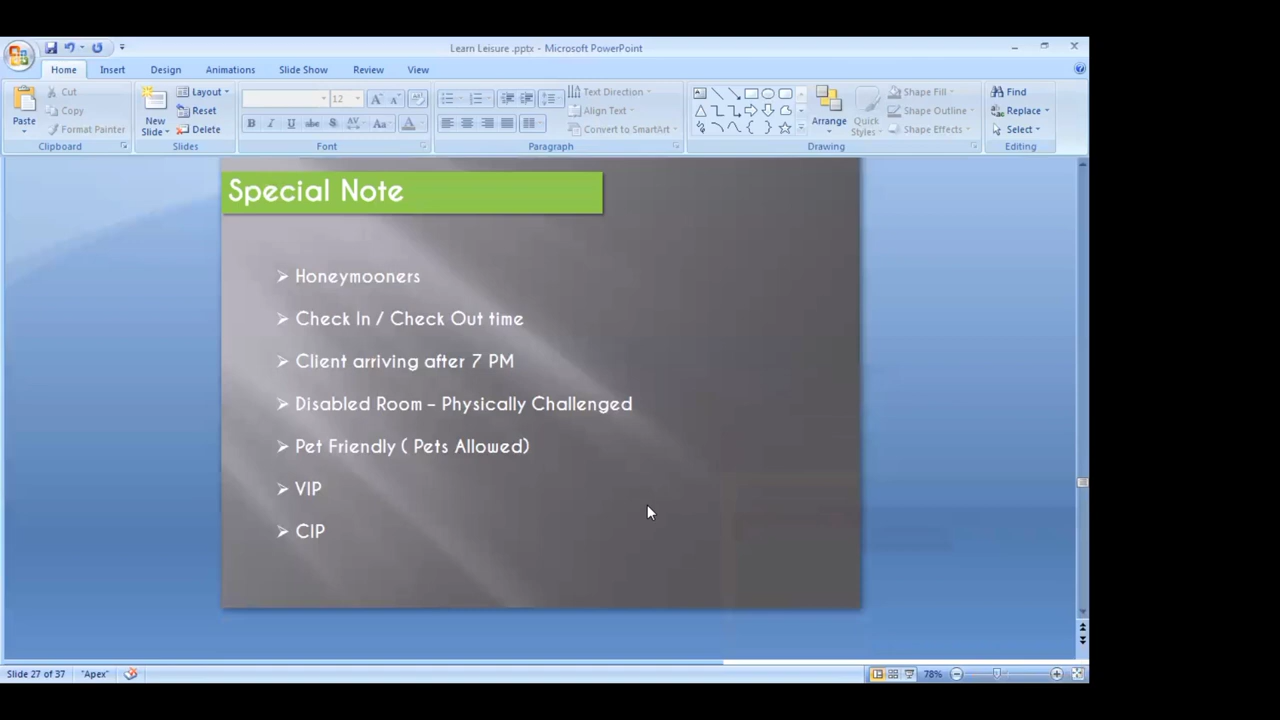 Learn Leisure .pptx - Microsoft PowerPoint
Home Insert Design Animations Slide Show Review View
Paste
Cut
Copy
Format Painter
Clipboard
New Slide
Layout
Reset
Delete
Slides
12
B I U abe S AV Aa A
Font
Text Direction
Align Text
Convert to SmartArt
Paragraph
Arrange
Quick Styles
Shape Fill
Shape Outline
Shape Effects
Drawing
Find
Replace
Select
Editing
Special Note
Honeymooners
Check In / Check Out time
Client arriving after 7 PM
Disabled Room – Physically Challenged
Pet Friendly ( Pets Allowed)
VIP
CIP
Slide 27 of 37 "Apex" 78%